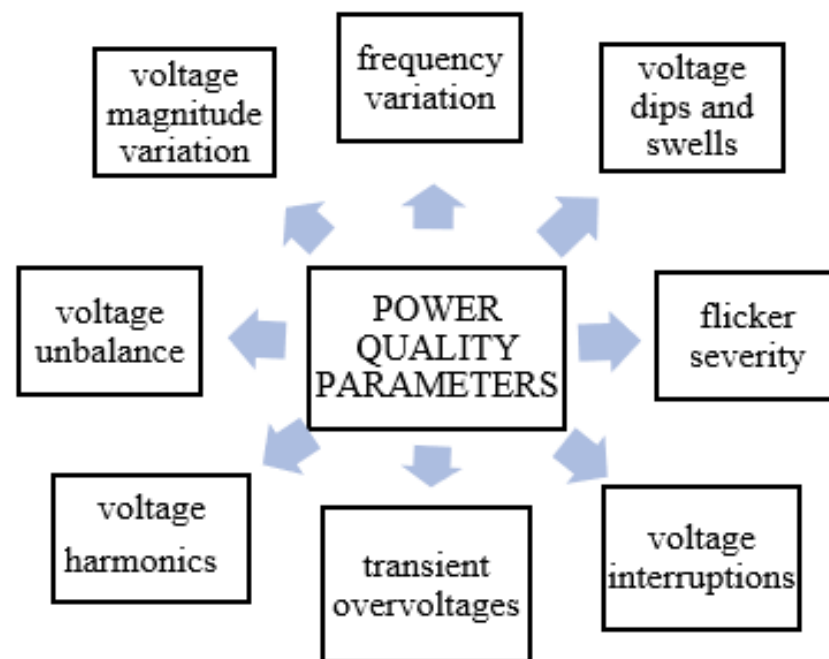 voltage
magnitude
variation
frequency
variation
voltage
dips and
swells
voltage
unbalance
POWER
QUALITY
PARAMETERS
flicker
severity
voltage
harmonics
transient
overvoltages
voltage
interruptions